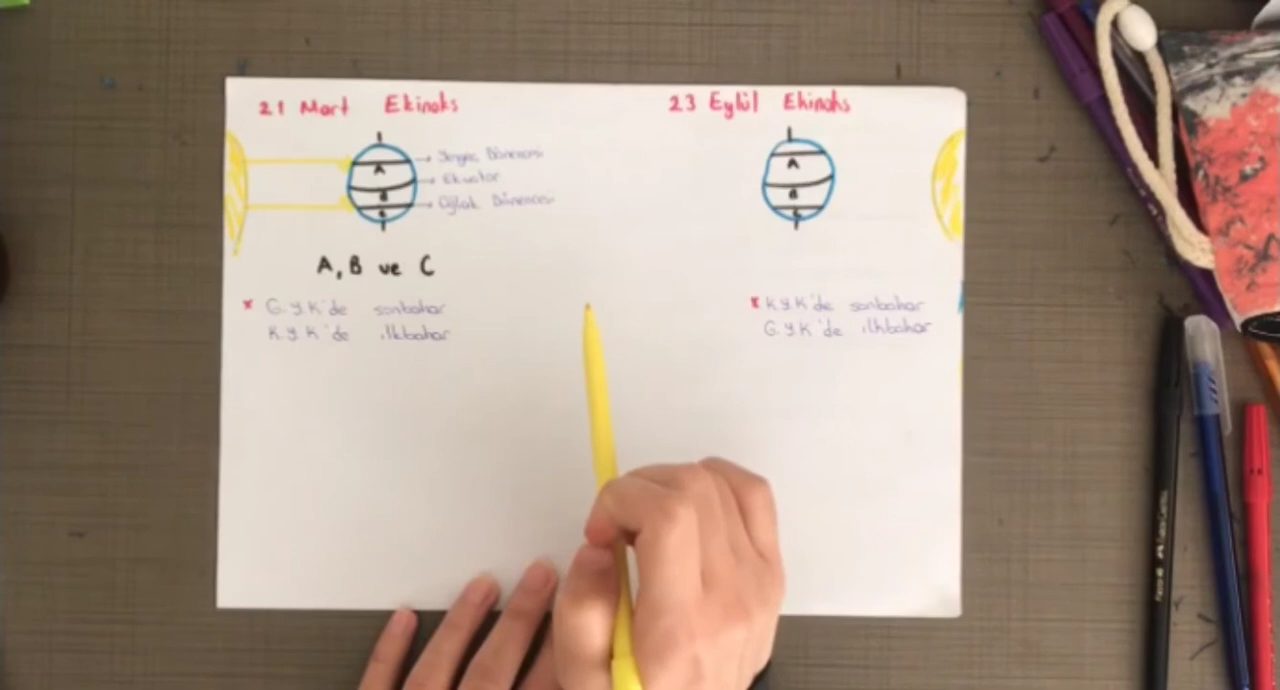 21 Mart Ekinoks
A
B
C
→ Yengeç Dönencesi
→ Ekvator
→ Oğlak Dönencesi
A, B ve C
* G.Y.K'de sonbahar
K.Y.K'de ilkbahar
23 Eylül Ekinoks
A
B
C
* K.Y.K'de sonbahar
G.Y.K'de ilkbahar